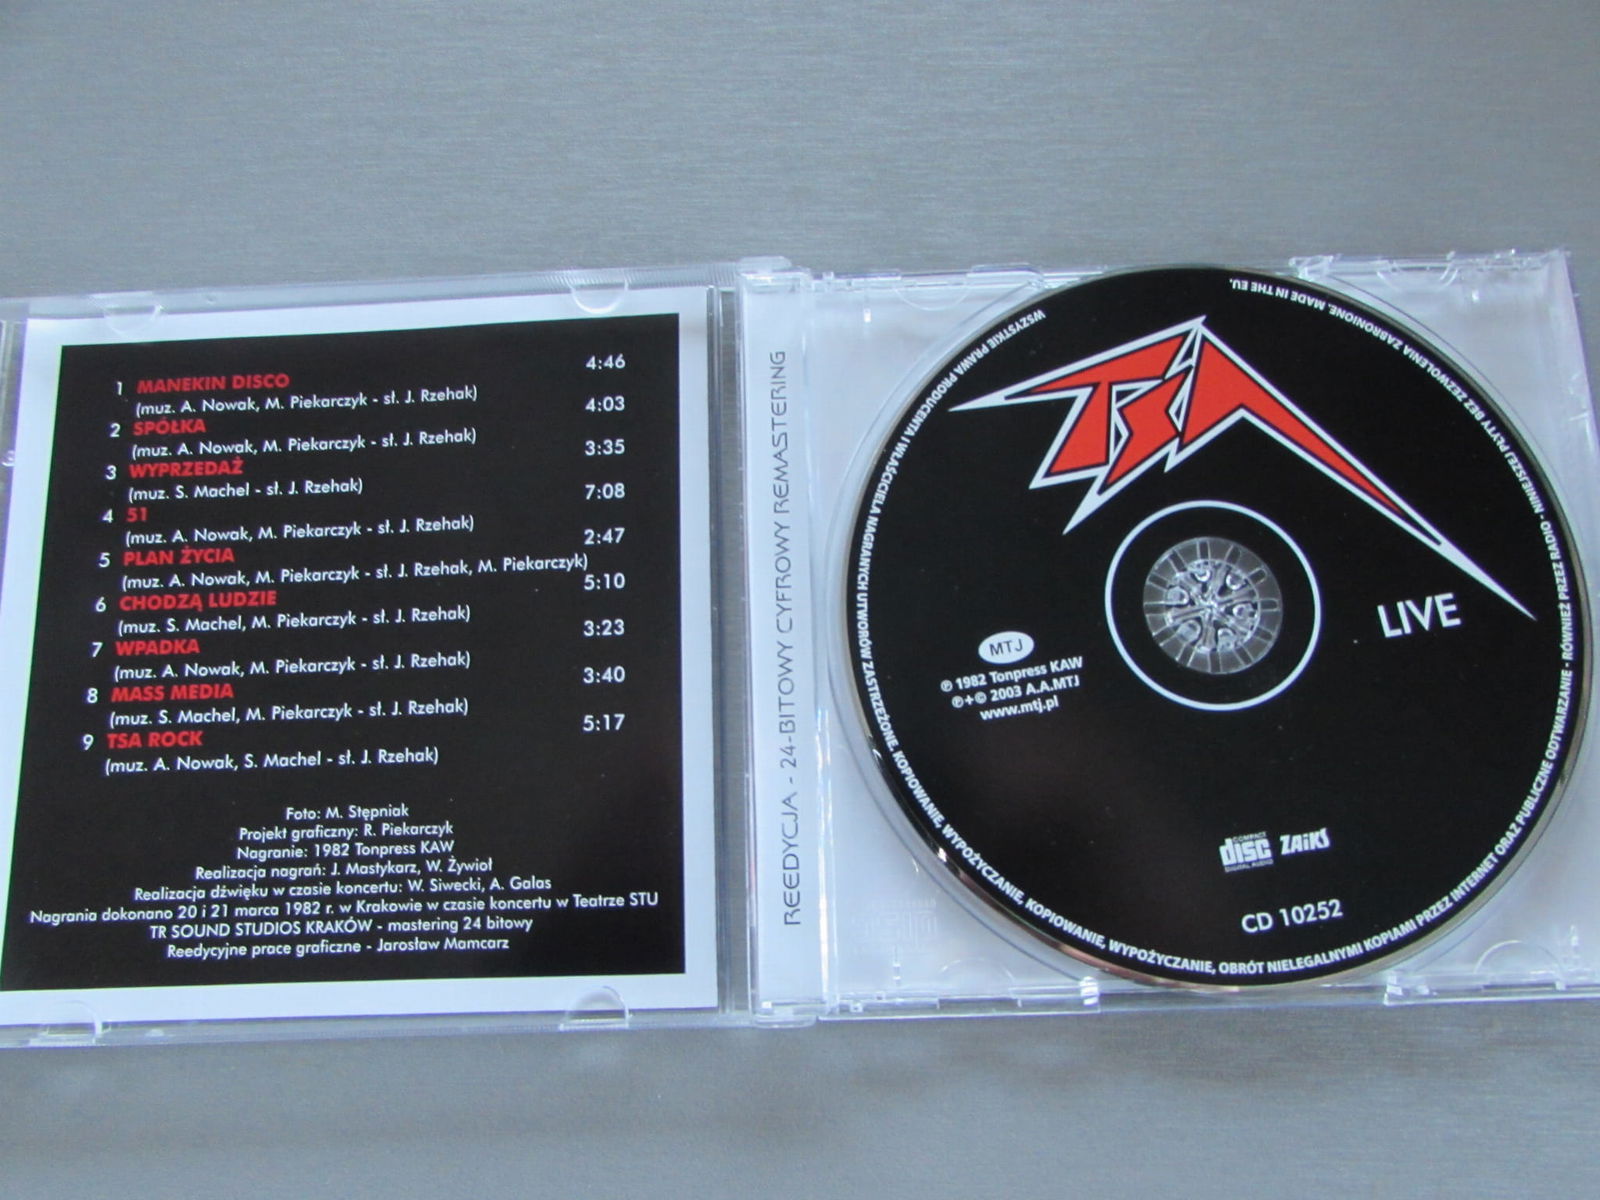 4:46
1 MANEKIN DISCO
(muz. A. Nowak, M. Piekarczyk - sł. J. Rzehak)
4:03
2 SPÓŁKA
(muz. A. Nowak, M. Piekarczyk - sł. J. Rzehak)
3:35
3 WYPRZEDAŻ
(muz. S. Machel - sł. J. Rzehak)
7:08
4 51
(muz. A. Nowak, M. Piekarczyk - sł. J. Rzehak)
2:47
5 PLAN ŻYCIA
(muz. A. Nowak, M. Piekarczyk - sł. J. Rzehak, M. Piekarczyk)
5:10
6 CHODZĄ LUDZIE
(muz. S. Machel, M. Piekarczyk - sł. J. Rzehak)
3:23
7 WPADKA
(muz. A. Nowak, M. Piekarczyk - sł. J. Rzehak)
3:40
8 MASS MEDIA
(muz. S. Machel, M. Piekarczyk - sł. J. Rzehak)
5:17
9 TSA ROCK
(muz. A. Nowak, S. Machel - sł. J. Rzehak)
Foto: M. Stępniak
Projekt graficzny: R. Piekarczyk
Nagranie: 1982 Tonpress KAW
Realizacja nagrań: J. Mastykarz, W. Żywioł
Realizacja dźwięku w czasie koncertu: W. Siwecki, A. Galas
Nagrania dokonano 20 i 21 marca 1982 r. w Krakowie w czasie koncertu w Teatrze STU
TR SOUND STUDIOS KRAKÓW - mastering 24 bitowy
Reedycyjne prace graficzne - Jarosław Mamcarz
REEDYCJA - 24-BITOWY CYFROWY REMASTERING
TSA
LIVE
MTJ
℗ 1982 Tonpress KAW
℗+© 2003 A.A.MTJ
www.mtj.pl
COMPACT
disc
DIGITAL AUDIO
ZAiKS
CD 10252
WSZYSTKIE PRAWA PRODUCENTA I WŁAŚCICIELA NAGRANYCH UTWORÓW ZASTRZEŻONE. KOPIOWANIE, WYPOŻYCZANIE, KOPIOWANIE, WYPOŻYCZANIE, OBRÓT NIELEGALNYMI KOPIAMI PRZEZ INTERNET ORAZ PUBLICZNE ODTWARZANIE - RÓWNIEŻ PRZEZ RADIO - NINIEJSZEJ PŁYTY BEZ ZEZWOLENIA ZABRONIONE. MADE IN THE EU.